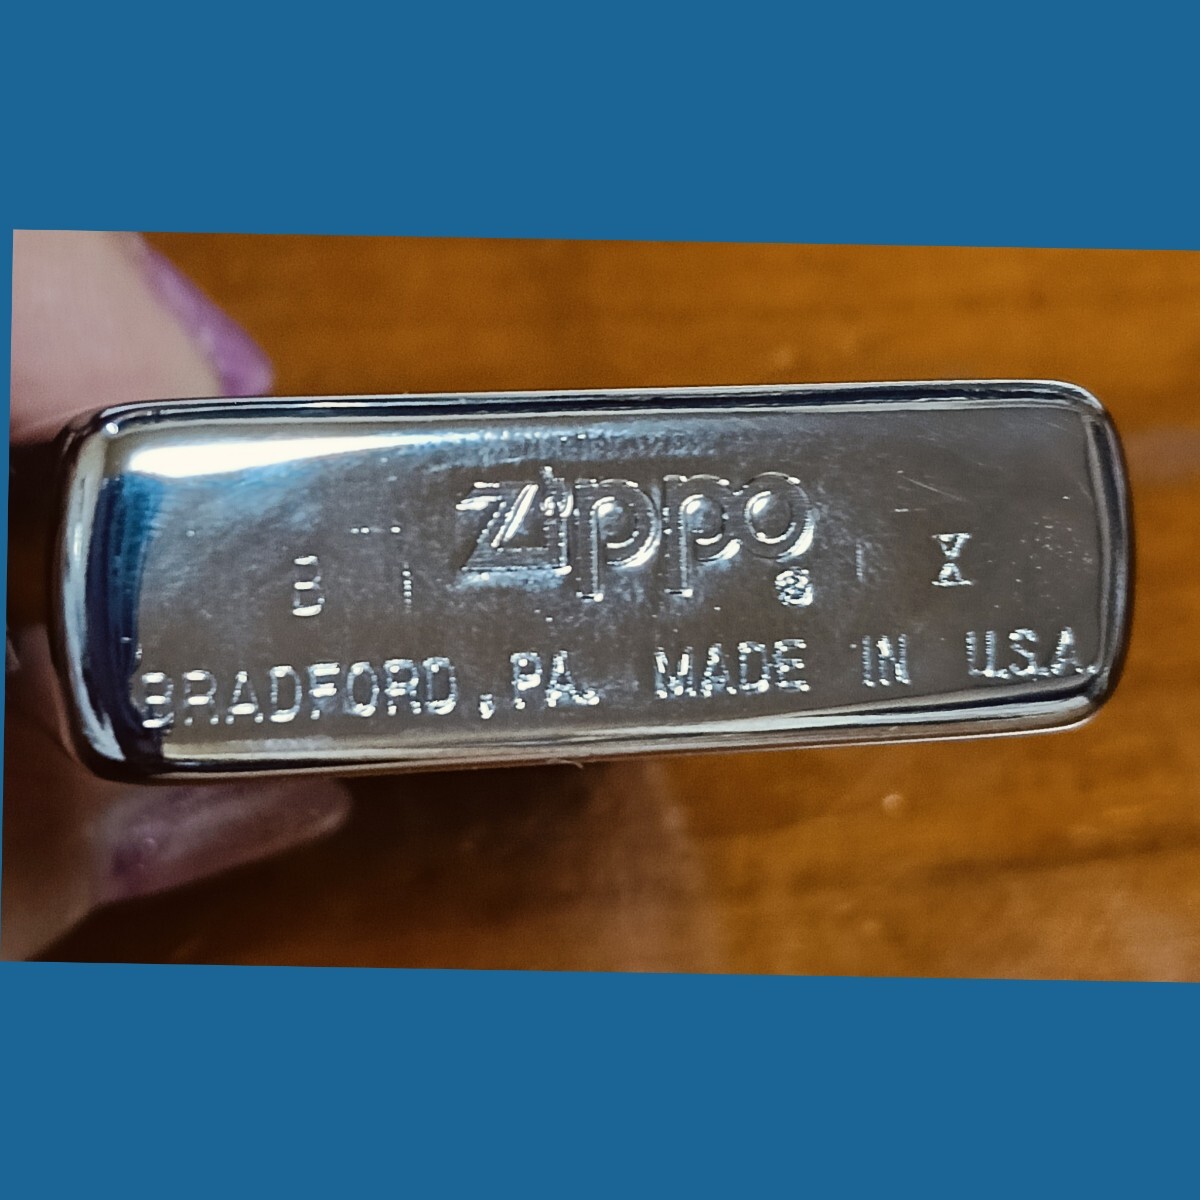 Zippo ®
B X
BRADFORD, PA. MADE IN U.S.A.